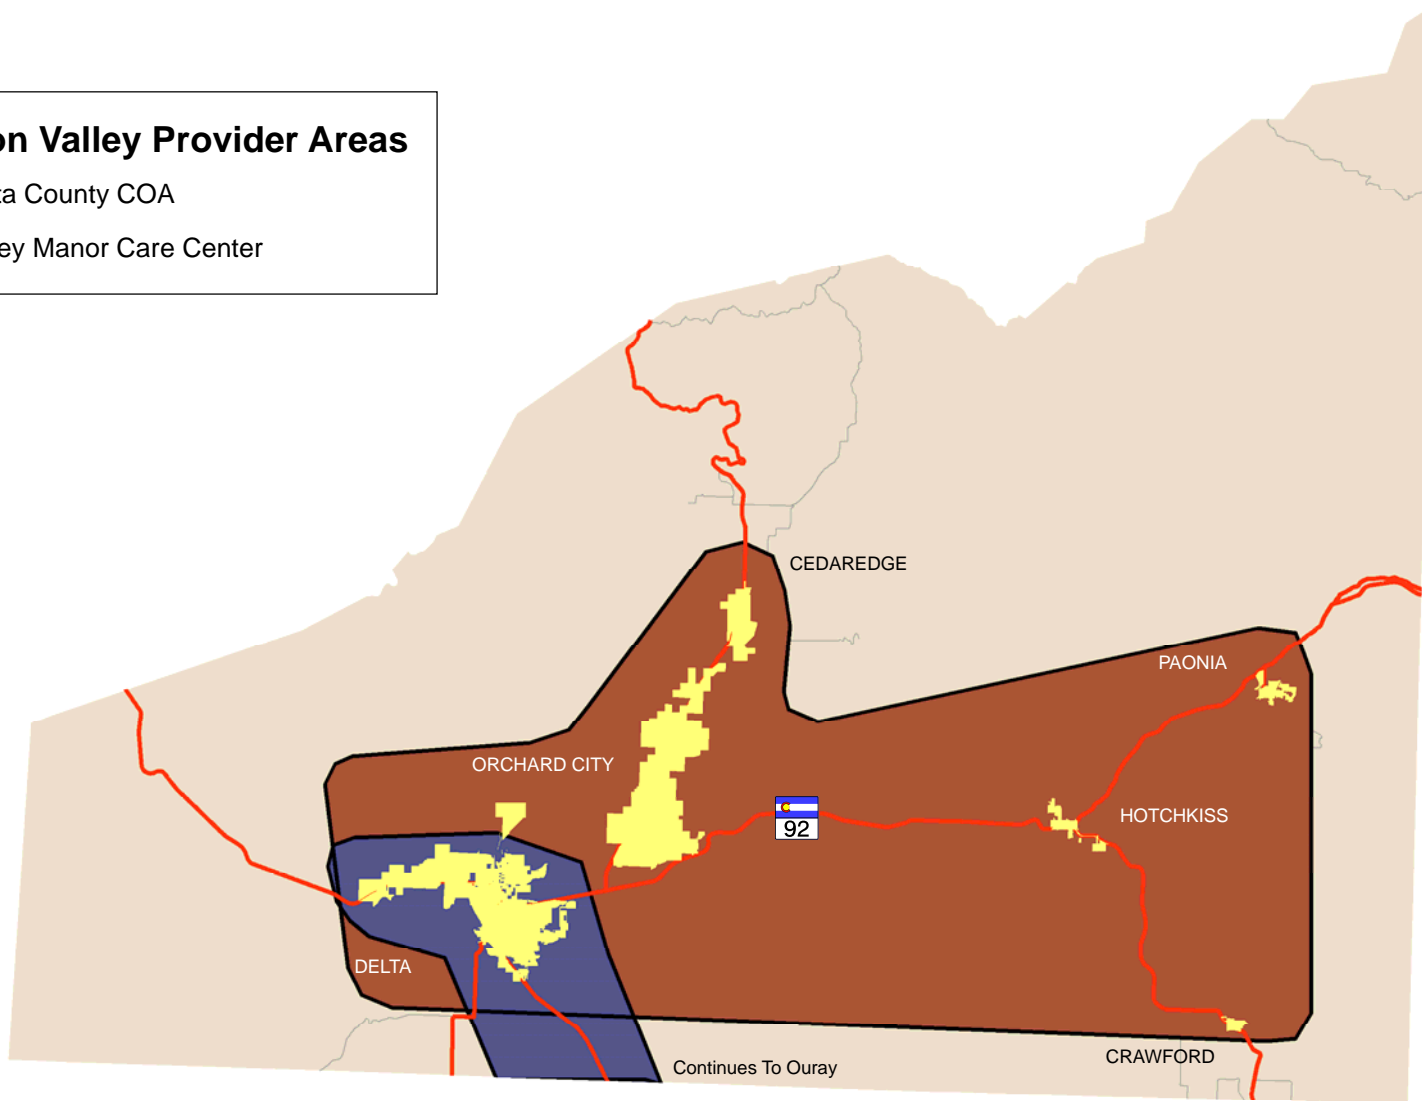 on Valley Provider Areas
ta County COA
ey Manor Care Center
CEDAREDGE
PAONIA
ORCHARD CITY
92
HOTCHKISS
DELTA
CRAWFORD
Continues To Ouray